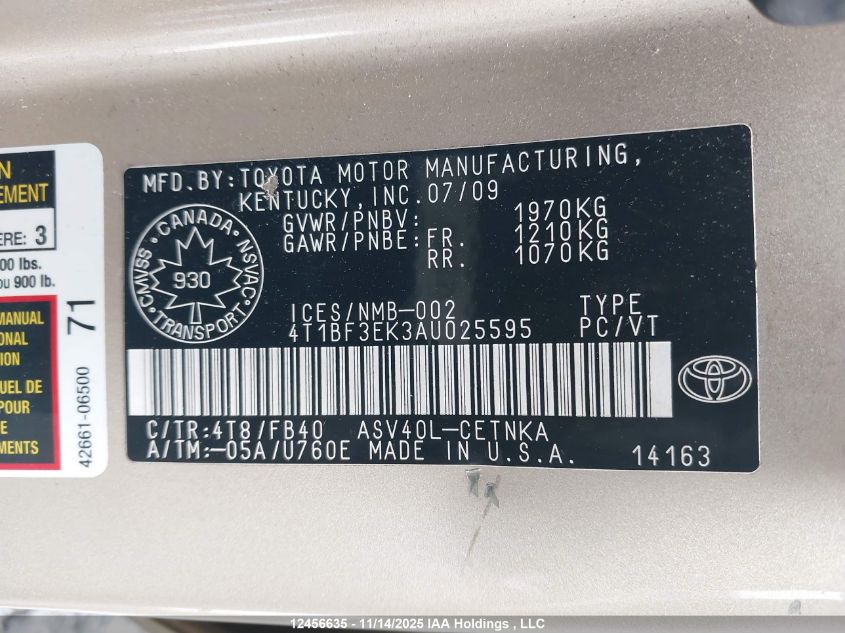 N
EMENT
ERE: 3
00 lbs.
ou 900 lb.
MANUAL
ONAL
TION
UEL DE
POUR
E
MENTS
71
42661-06500
MFD.BY:TOYOTA MOTOR MANUFACTURING,
KENTUCKY,INC.07/09
GVWR/PNBV: 1970KG
GAWR/PNBE:FR. 1210KG
RR. 1070KG
CANADA
CMVSS NSVAC
930
TRANSPORT
ICES/NMB-002 TYPE
4T1BF3EK3AU025595 PC/VT
C/TR:4T8/FB40 ASV40L-CETNKA
A/TM:-05A/U760E MADE IN U.S.A. 14163
12456635 - 11/14/2025 IAA Holdings , LLC